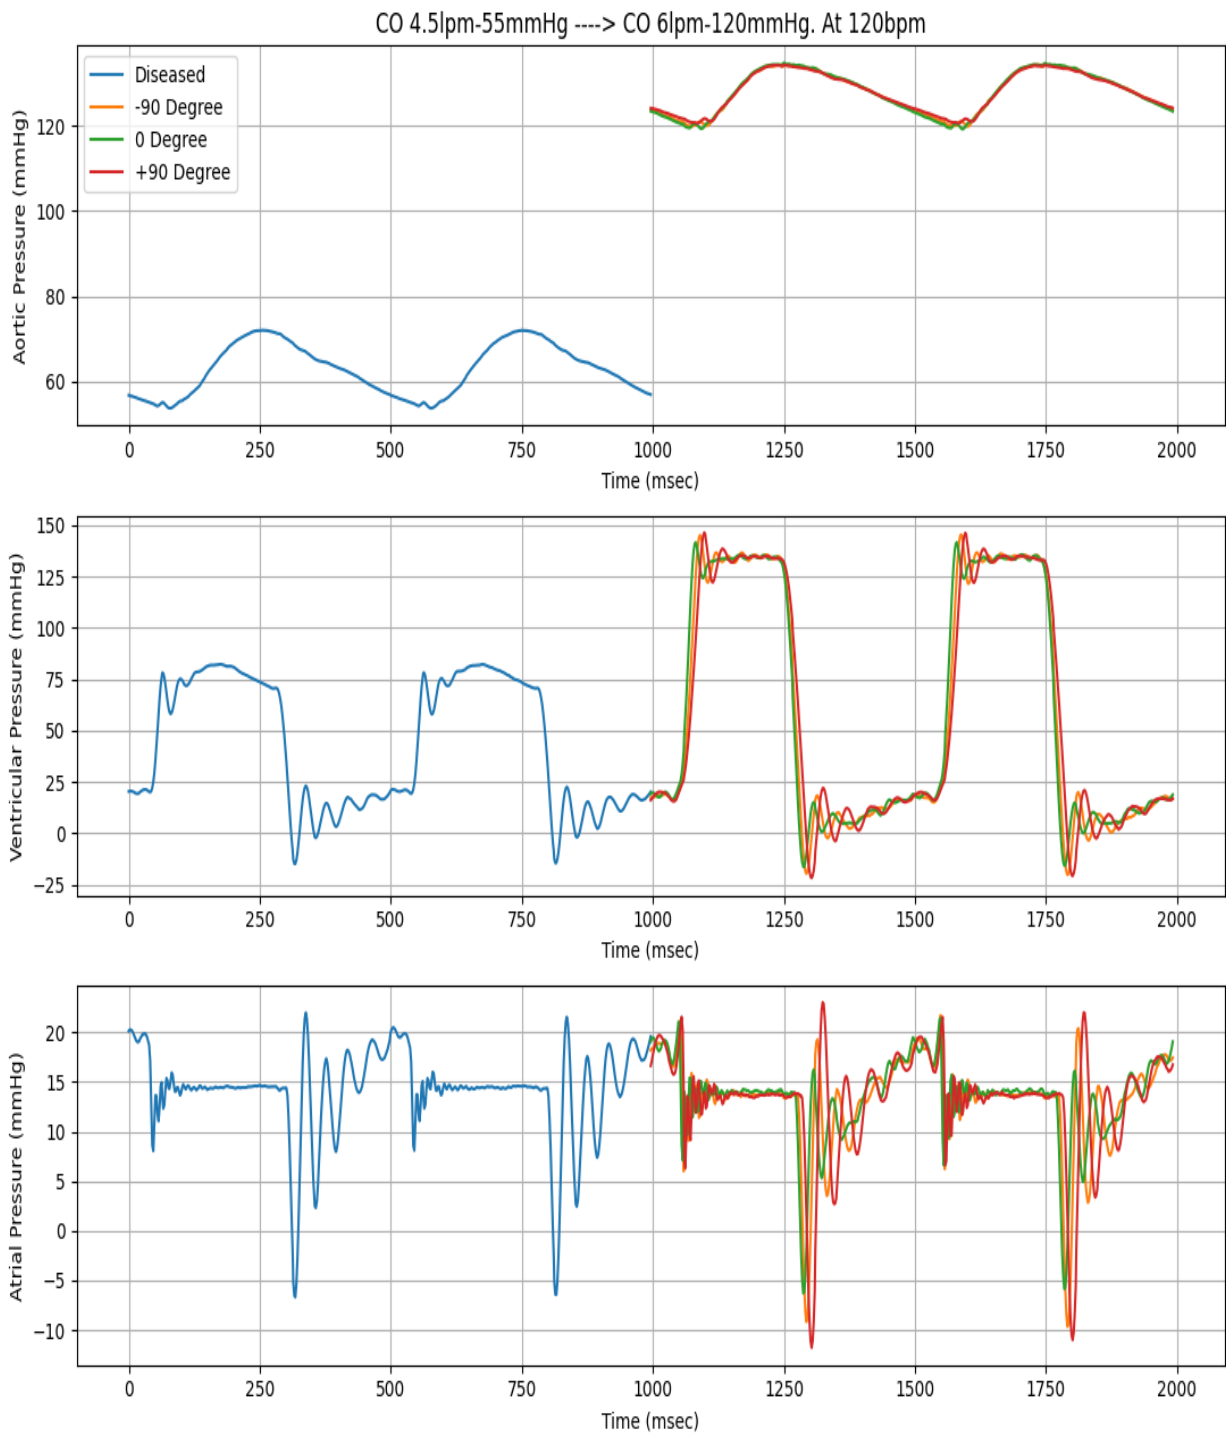 CO 4.5lpm-55mmHg ----> CO 6lpm-120mmHg. At 120bpm
Diseased
-90 Degree
0 Degree
+90 Degree
Aortic Pressure (mmHg)
120
100
80
60
0 250 500 750 1000 1250 1500 1750 2000
Time (msec)
Ventricular Pressure (mmHg)
150
125
100
75
50
25
0
−25
0 250 500 750 1000 1250 1500 1750 2000
Time (msec)
Atrial Pressure (mmHg)
20
15
10
5
0
−5
−10
0 250 500 750 1000 1250 1500 1750 2000
Time (msec)